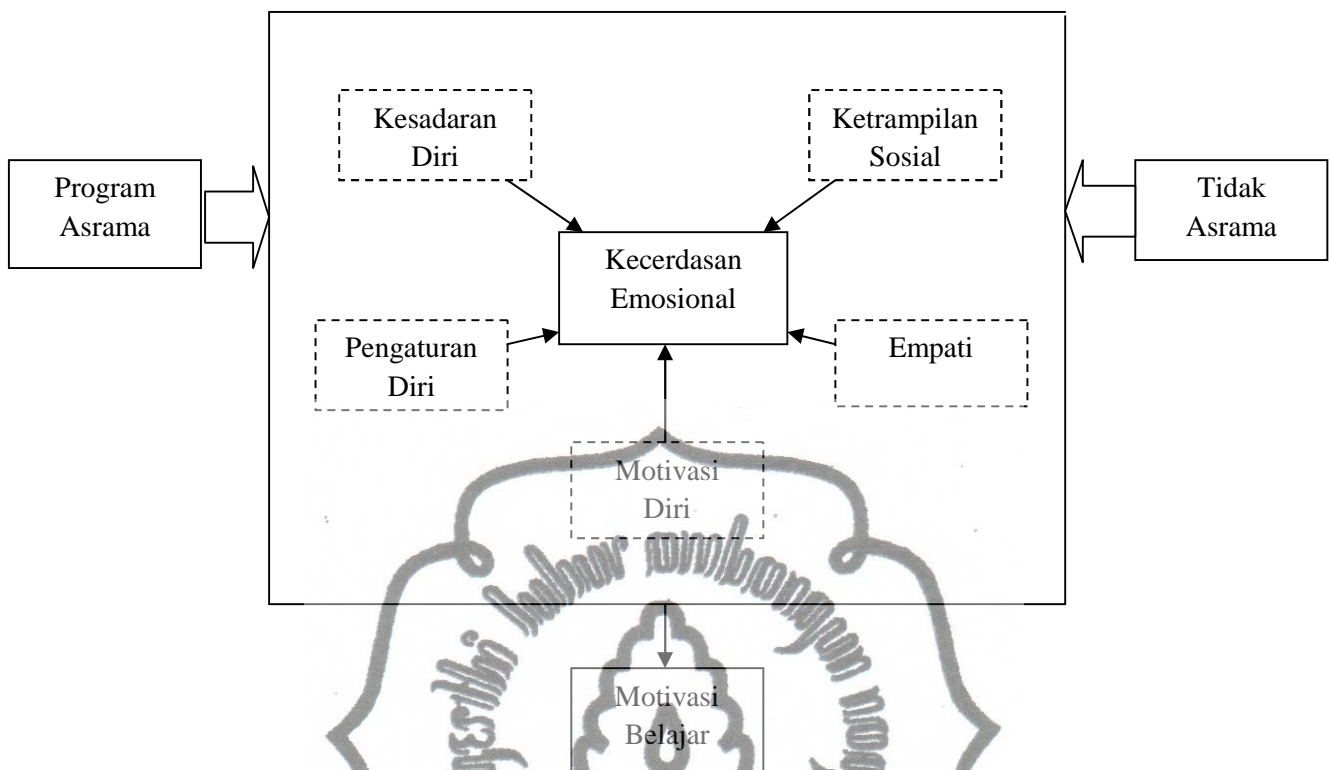 Kesadaran
Diri
Ketrampilan
Sosial
Program
Asrama
Tidak
Asrama
Kecerdasan
Emosional
Pengaturan
Diri
Empati
Motivasi
Diri
Motivasi
Belajar